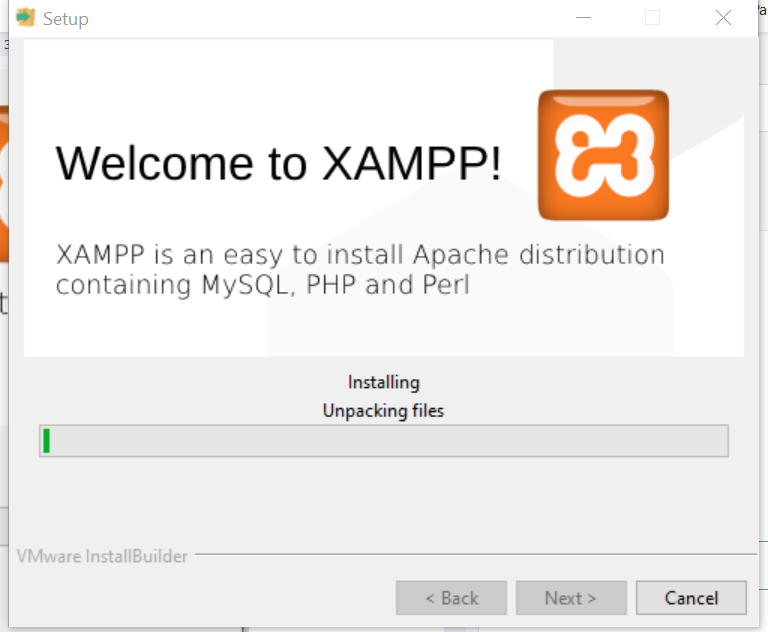 Setup
Welcome to XAMPP!
XAMPP is an easy to install Apache distribution
containing MySQL, PHP and Perl
Installing
Unpacking files
VMware InstallBuilder
< Back
Next >
Cancel